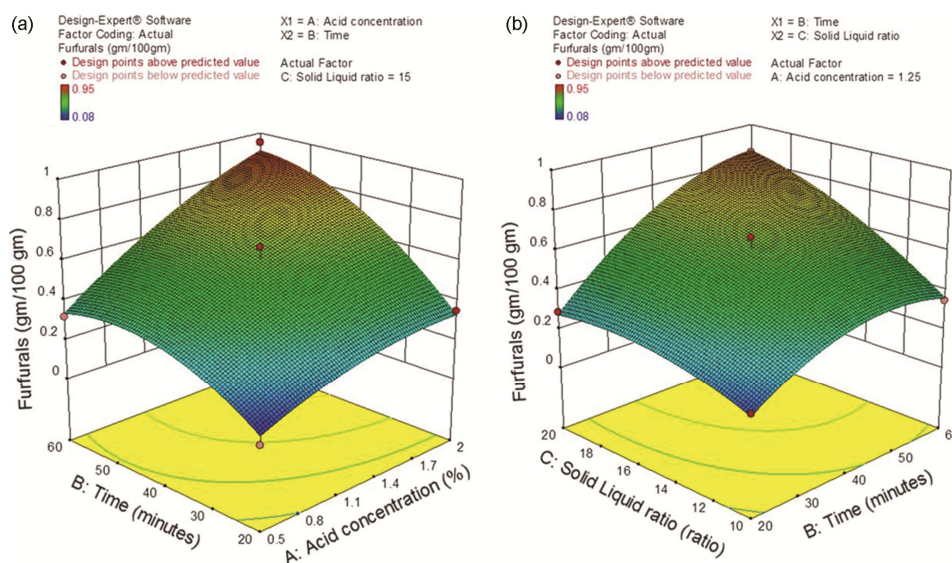 (a)
Design-Expert® Software
Factor Coding: Actual
Furfurals (gm/100gm)
Design points above predicted value
Design points below predicted value
0.95
0.08
X1 = A: Acid concentration
X2 = B: Time
Actual Factor
C: Solid Liquid ratio = 15
Furfurals (gm/100 gm)
1
0.8
0.6
0.4
0.2
0
60
50
40
30
20
B: Time (minutes)
0.5
0.8
1.1
1.4
1.7
2
A: Acid concentration (%)
(b)
Design-Expert® Software
Factor Coding: Actual
Furfurals (gm/100gm)
Design points above predicted value
Design points below predicted value
0.95
0.08
X1 = B: Time
X2 = C: Solid Liquid ratio
Actual Factor
A: Acid concentration = 1.25
Furfurals (gm/100 gm)
1
0.8
0.6
0.4
0.2
0
20
18
16
14
12
10
C: Solid Liquid ratio (ratio)
20
30
40
50
6
B: Time (minutes)